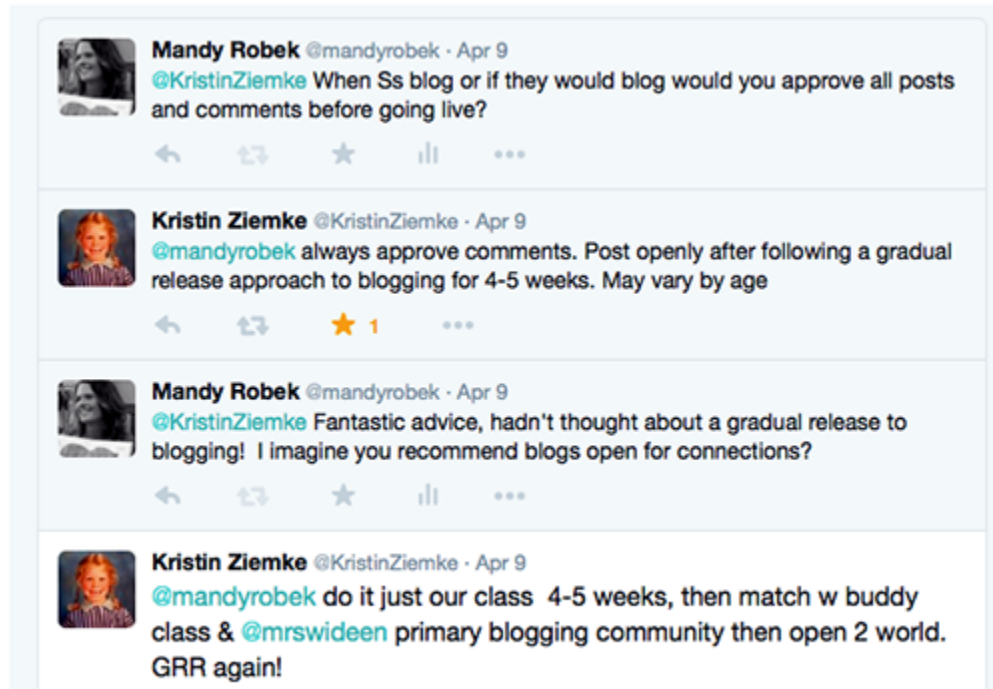 Mandy Robek @mandyrobek · Apr 9
@KristinZiemke When Ss blog or if they would blog would you approve all posts
and comments before going live?
Kristin Ziemke @KristinZiemke · Apr 9
@mandyrobek always approve comments. Post openly after following a gradual
release approach to blogging for 4-5 weeks. May vary by age
1
Mandy Robek @mandyrobek · Apr 9
@KristinZiemke Fantastic advice, hadn't thought about a gradual release to
blogging!  I imagine you recommend blogs open for connections?
Kristin Ziemke @KristinZiemke · Apr 9
@mandyrobek do it just our class  4-5 weeks, then match w buddy
class & @mrswideen primary blogging community then open 2 world.
GRR again!